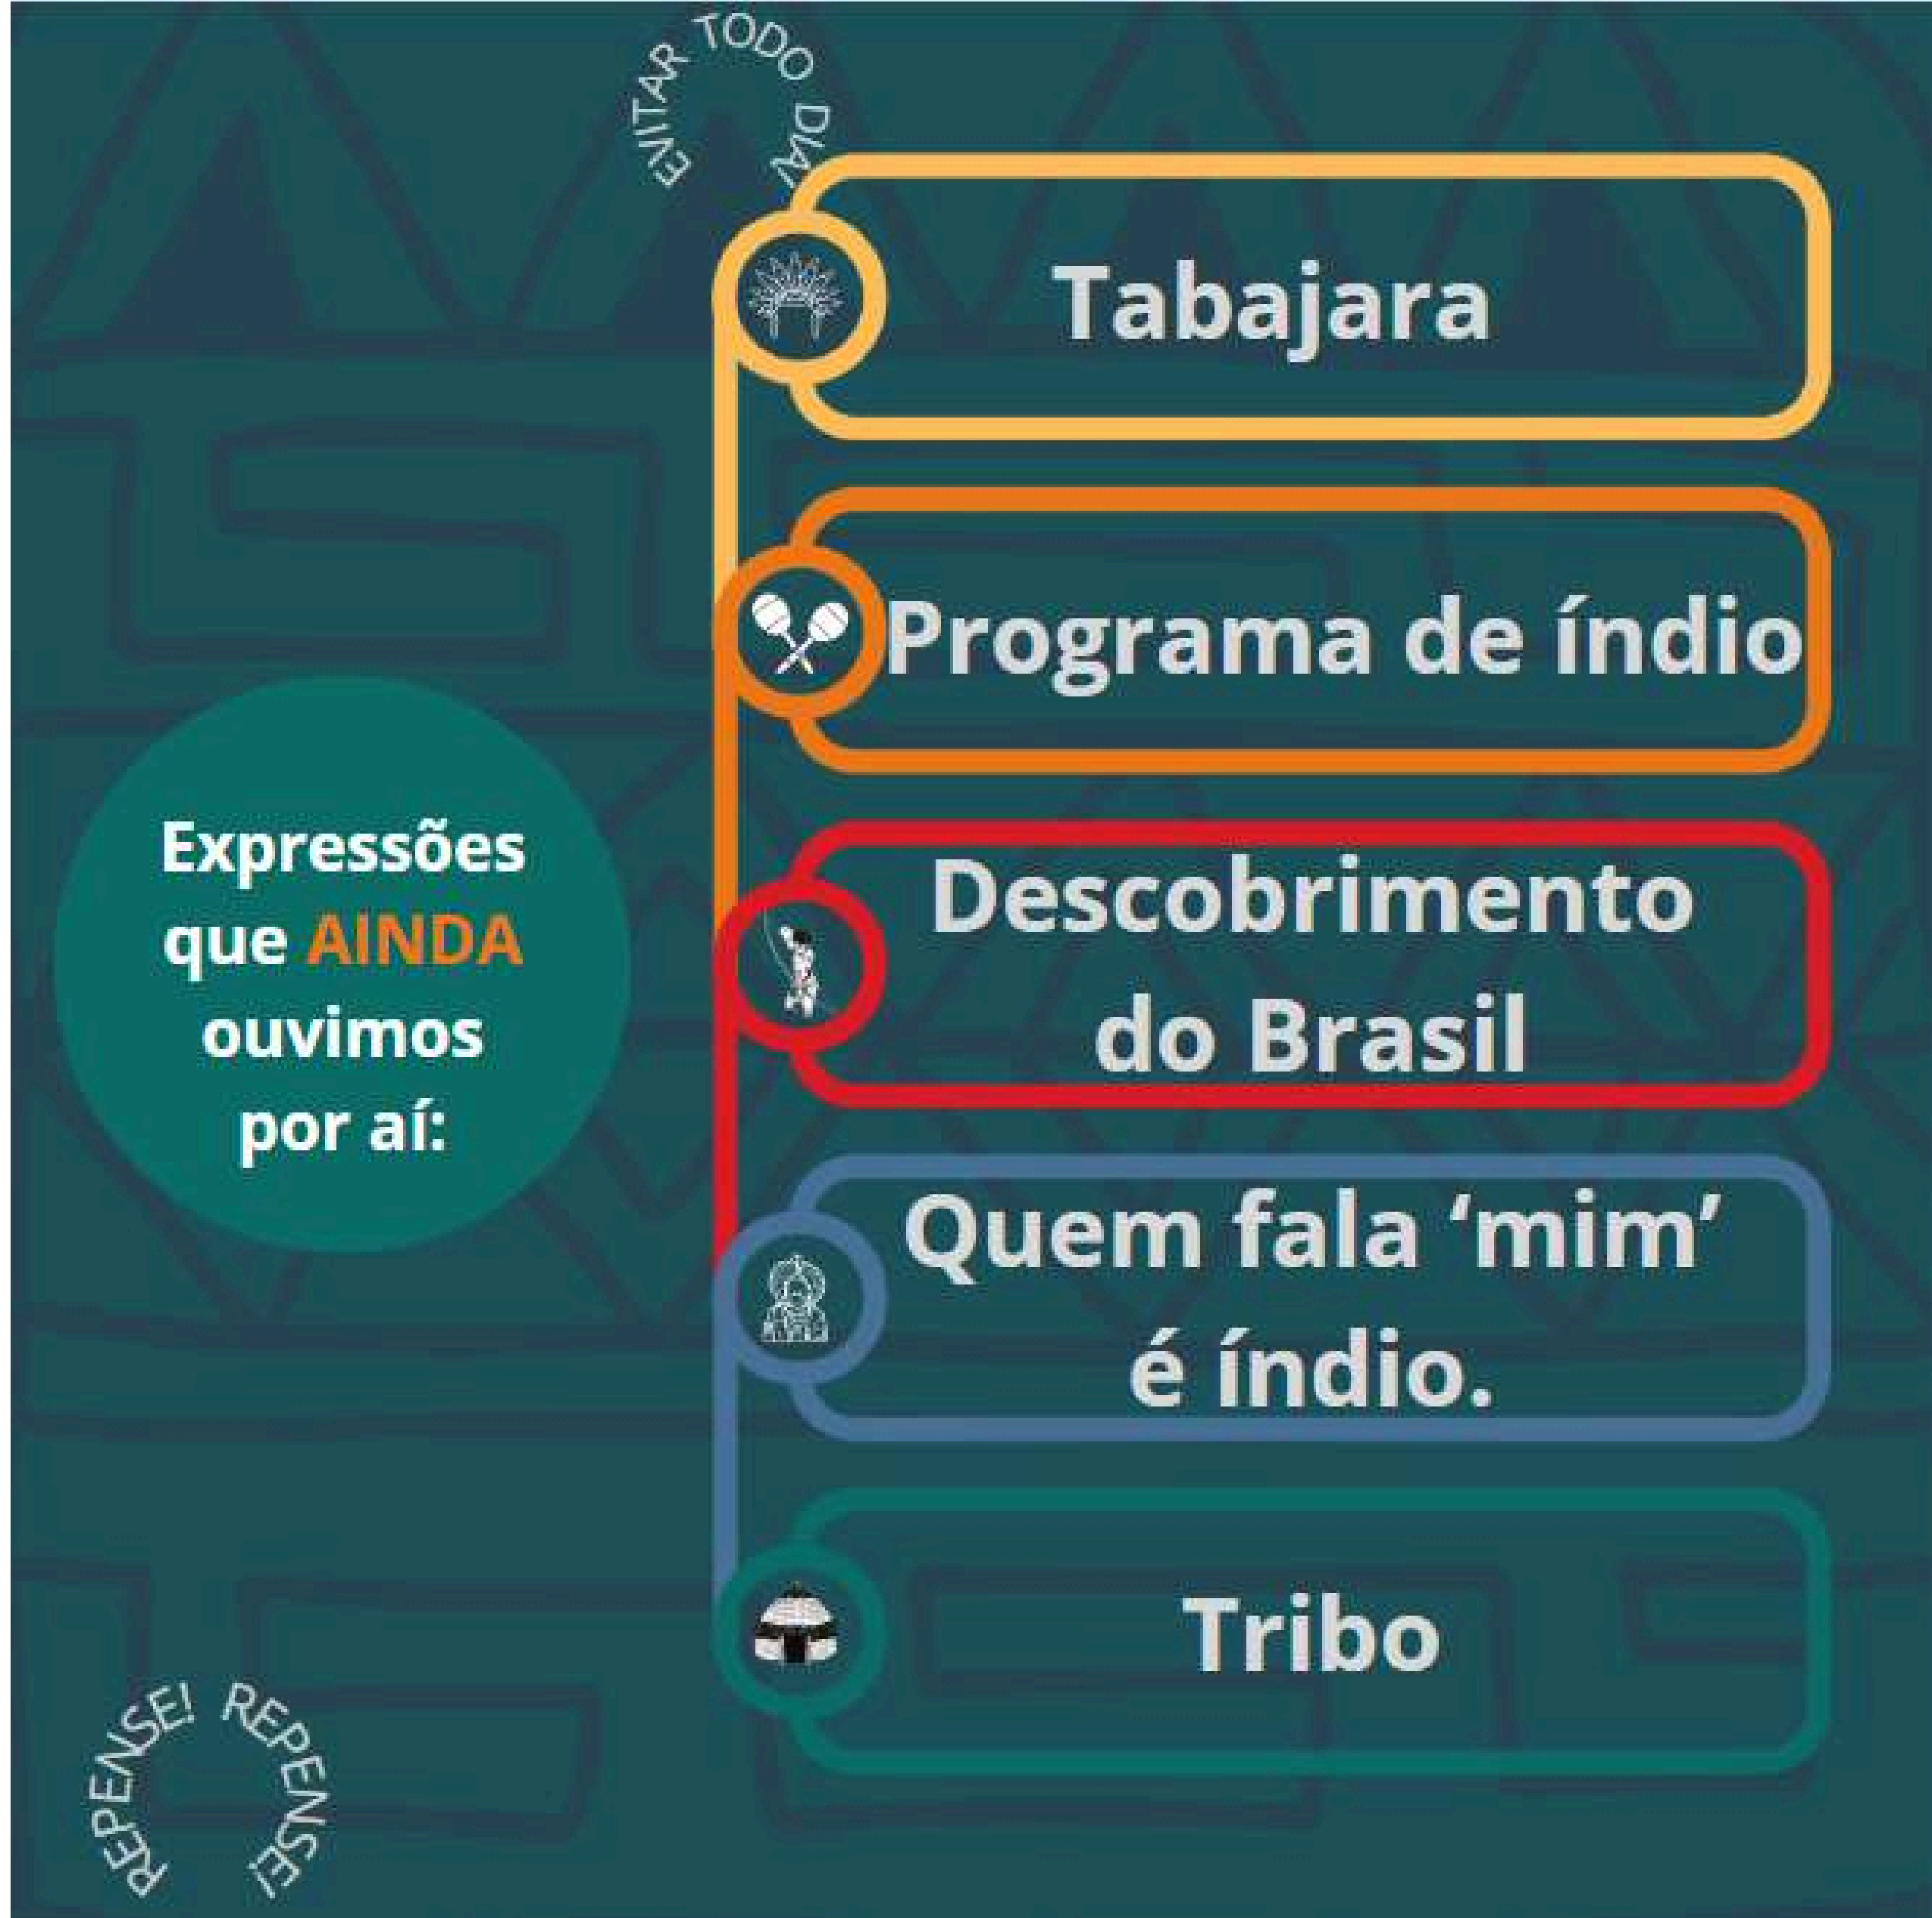 EVITAR TODO DIA!
Tabajara
Programa de índio
Expressões
que AINDA
ouvimos
por aí:
Descobrimento
do Brasil
Quem fala ‘mim’
é índio.
Tribo
REPENSE! REPENSE!